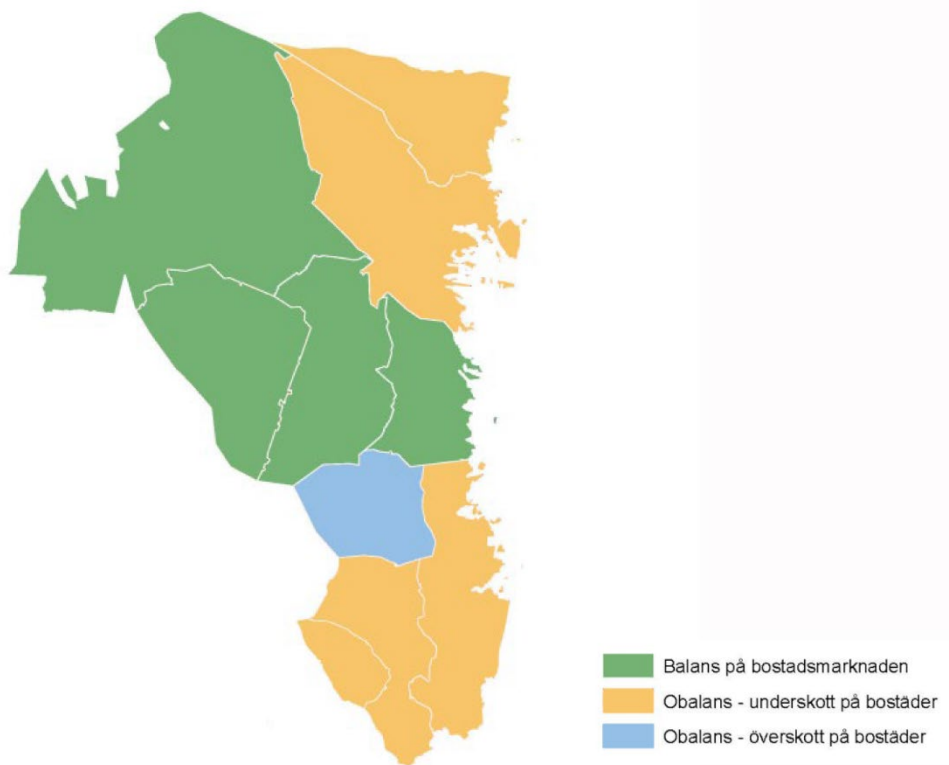 Balans på bostadsmarknaden
Obalans - underskott på bostäder
Obalans - överskott på bostäder